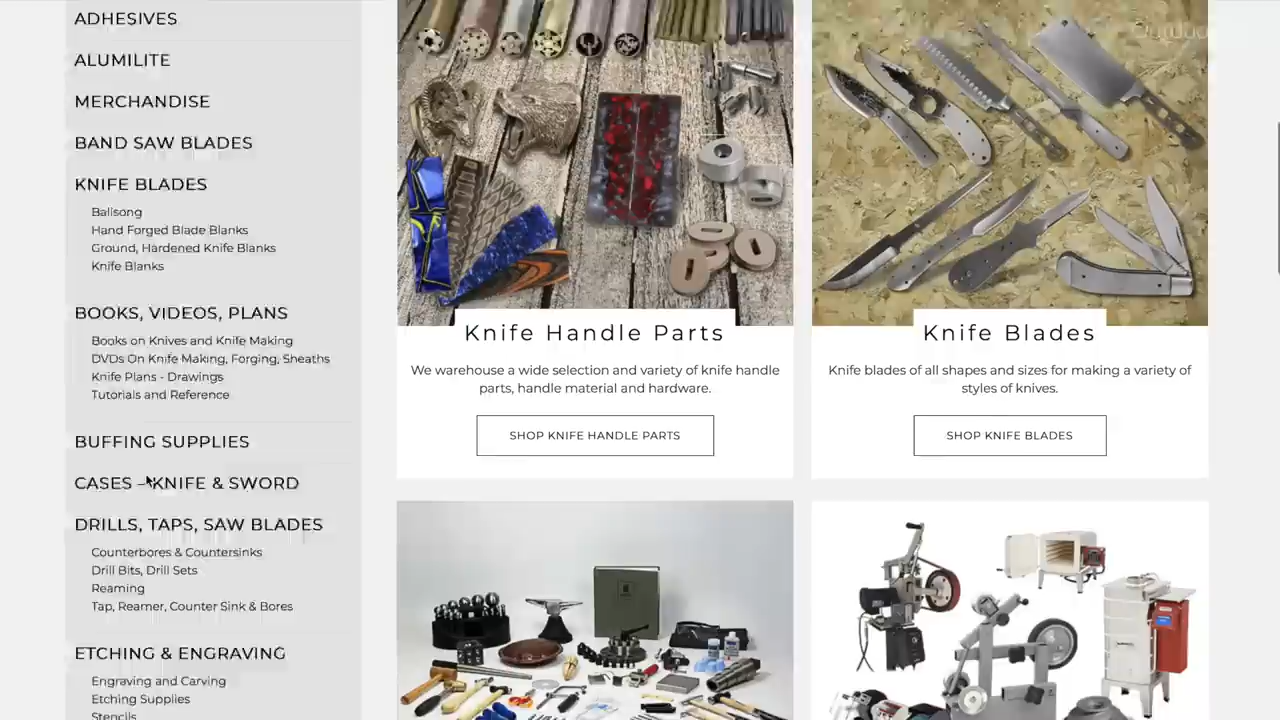 ADHESIVES
ALUMILITE
MERCHANDISE
BAND SAW BLADES
KNIFE BLADES
Balisong
Hand Forged Blade Blanks
Ground, Hardened Knife Blanks
Knife Blanks
BOOKS, VIDEOS, PLANS
Books on Knives and Knife Making
DVDs On Knife Making, Forging, Sheaths
Knife Plans - Drawings
Tutorials and Reference
BUFFING SUPPLIES
CASES – KNIFE & SWORD
DRILLS, TAPS, SAW BLADES
Counterbores & Countersinks
Drill Bits, Drill Sets
Reaming
Tap, Reamer, Counter Sink & Bores
ETCHING & ENGRAVING
Engraving and Carving
Etching Supplies
Stencils
Knife Handle Parts
We warehouse a wide selection and variety of knife handle
parts, handle material and hardware.
SHOP KNIFE HANDLE PARTS
Knife Blades
Knife blades of all shapes and sizes for making a variety of
styles of knives.
SHOP KNIFE BLADES